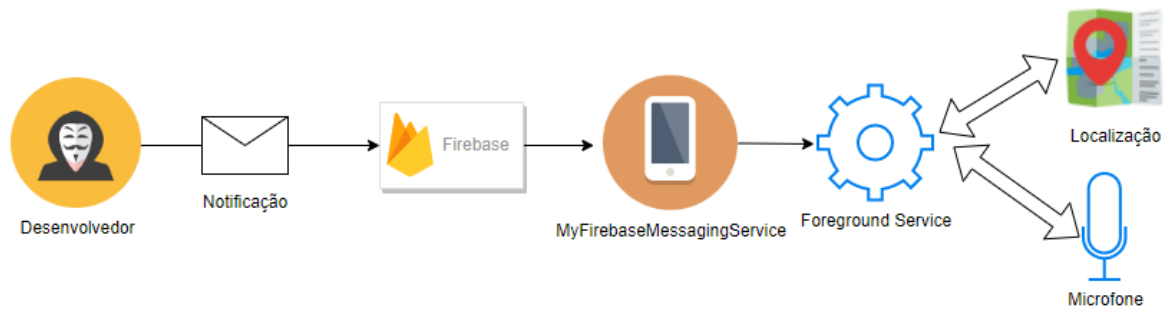 Desenvolvedor
Notificação
Firebase
MyFirebaseMessagingService
Foreground Service
Localização
Microfone